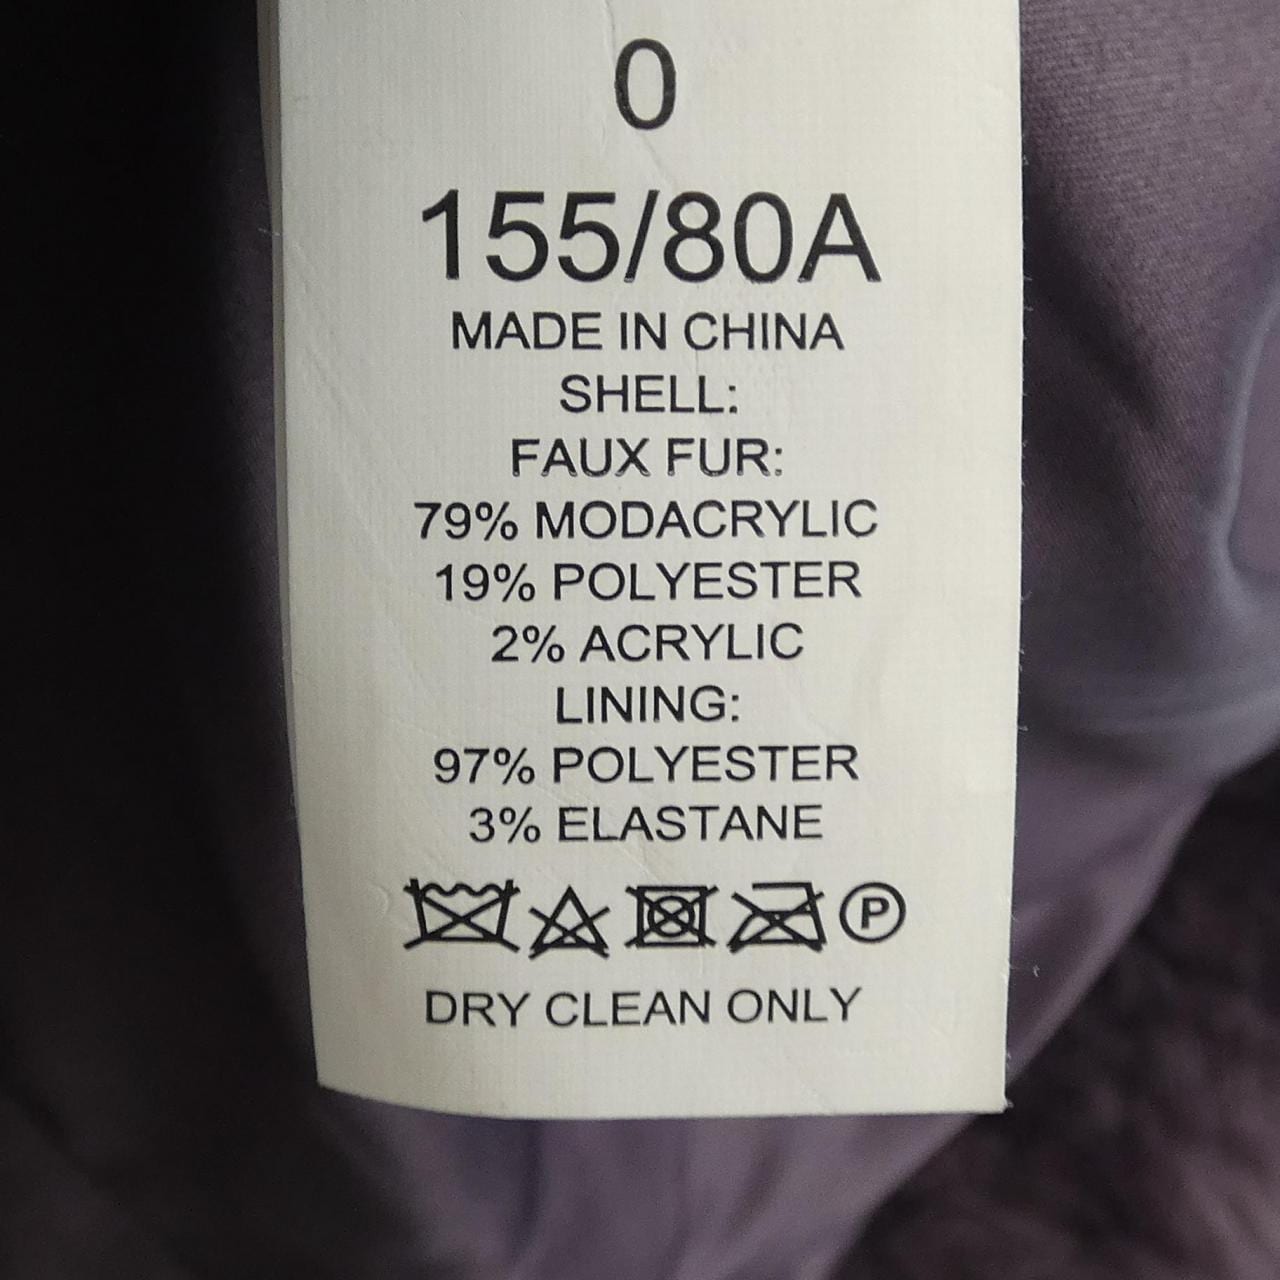 0
155/80A
MADE IN CHINA
SHELL:
FAUX FUR:
79% MODACRYLIC
19% POLYESTER
2% ACRYLIC
LINING:
97% POLYESTER
3% ELASTANE
P
DRY CLEAN ONLY